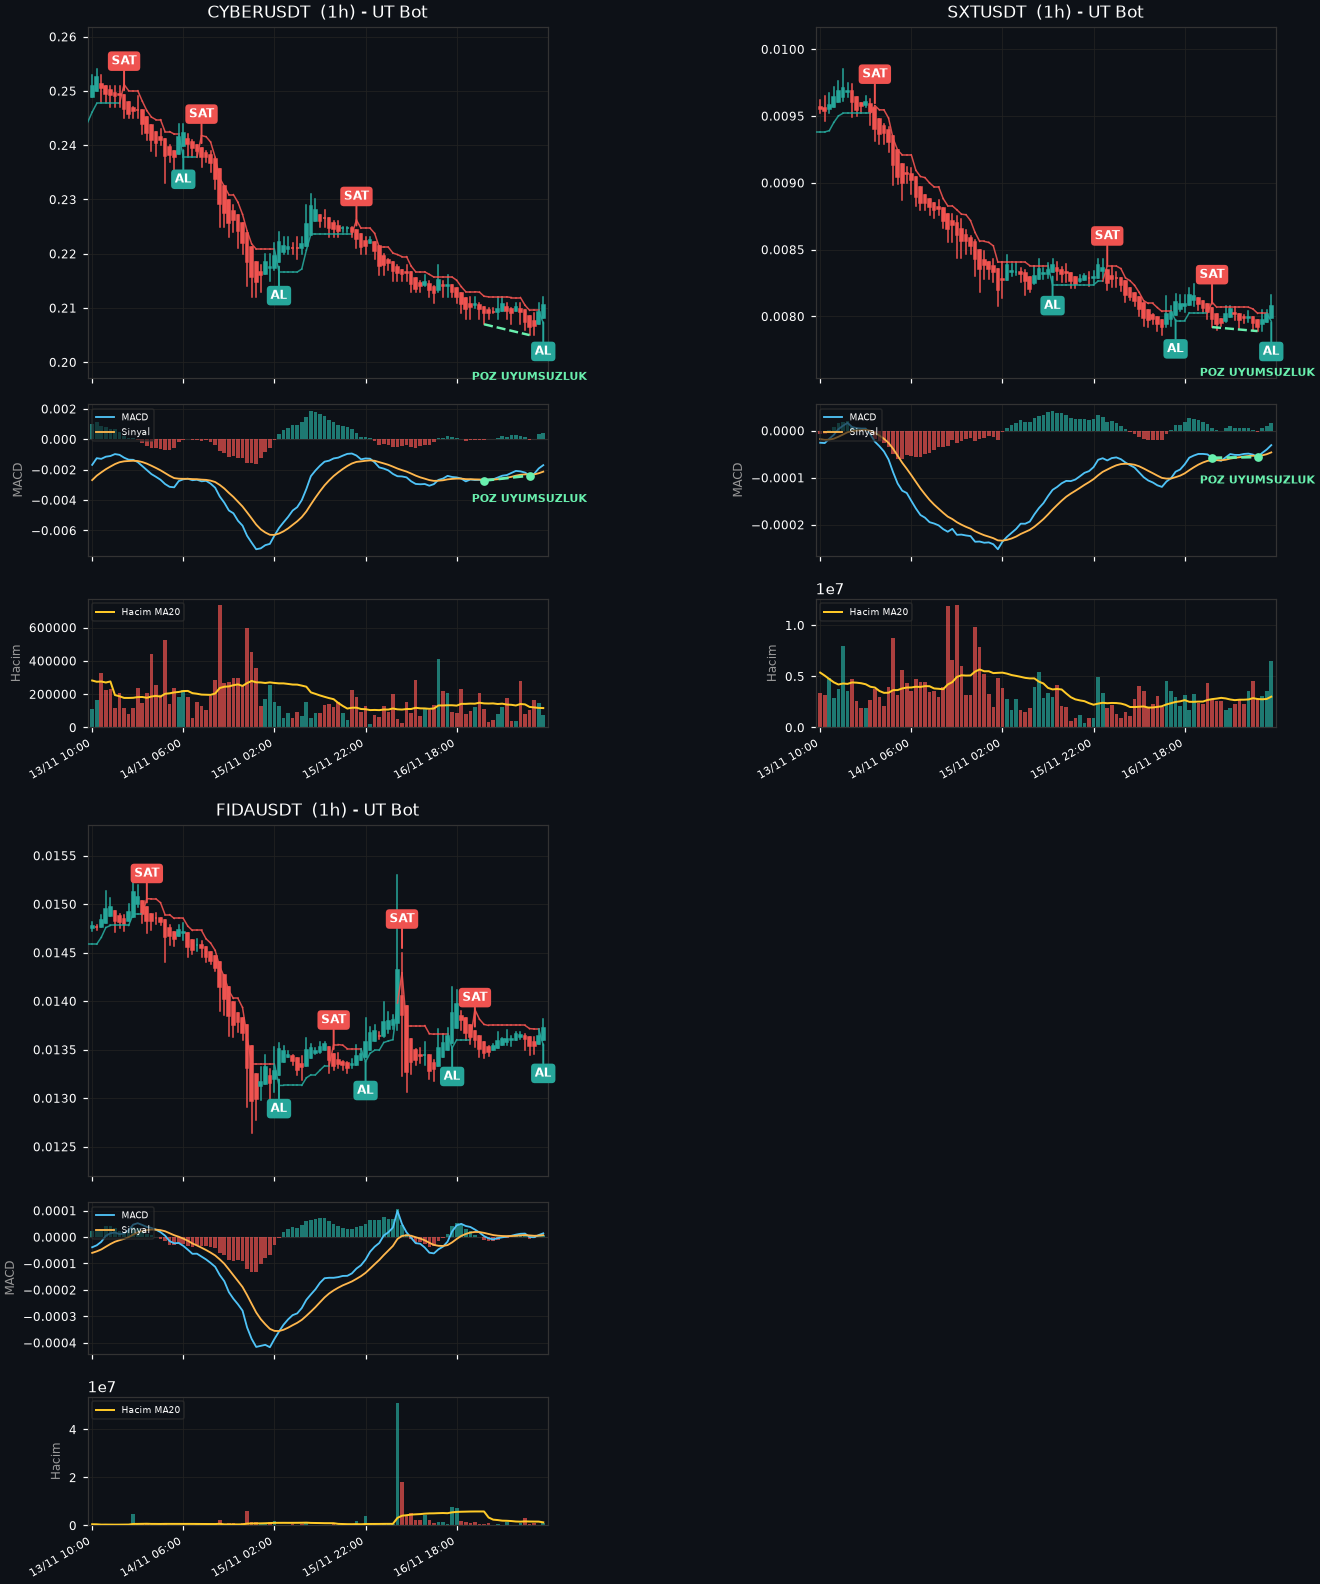 CYBERUSDT (1h) - UT Bot
0.26
0.25
0.24
0.23
0.22
0.21
0.20
SAT
SAT
AL
SAT
AL
AL
POZ UYUMSUZLUK
0.002
0.000
−0.002
−0.004
−0.006
MACD
MACD
Sinyal
POZ UYUMSUZLUK
600000
400000
200000
0
Hacim
Hacim MA20
13/11 10:00
14/11 06:00
15/11 02:00
15/11 22:00
16/11 18:00
SXTUSDT (1h) - UT Bot
0.0100
0.0095
0.0090
0.0085
0.0080
SAT
SAT
AL
SAT
AL
AL
POZ UYUMSUZLUK
0.0000
−0.0001
−0.0002
MACD
MACD
Sinyal
POZ UYUMSUZLUK
1e7
1.0
0.5
0.0
Hacim
Hacim MA20
13/11 10:00
14/11 06:00
15/11 02:00
15/11 22:00
16/11 18:00
FIDAUSDT (1h) - UT Bot
0.0155
0.0150
0.0145
0.0140
0.0135
0.0130
0.0125
SAT
SAT
SAT
SAT
AL
AL
AL
AL
0.0001
0.0000
−0.0001
−0.0002
−0.0003
−0.0004
MACD
MACD
Sinyal
1e7
4
2
0
Hacim
Hacim MA20
13/11 10:00
14/11 06:00
15/11 02:00
15/11 22:00
16/11 18:00